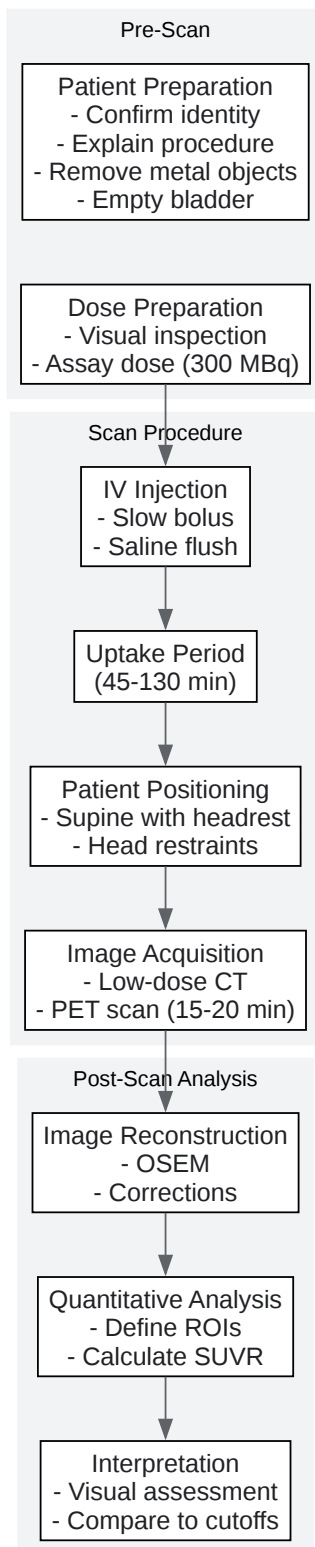 Pre-Scan
Patient Preparation
- Confirm identity
- Explain procedure
- Remove metal objects
- Empty bladder
Dose Preparation
- Visual inspection
- Assay dose (300 MBq)
Scan Procedure
IV Injection
- Slow bolus
- Saline flush
Uptake Period
(45-130 min)
Patient Positioning
- Supine with headrest
- Head restraints
Image Acquisition
- Low-dose CT
- PET scan (15-20 min)
Post-Scan Analysis
Image Reconstruction
- OSEM
- Corrections
Quantitative Analysis
- Define ROIs
- Calculate SUVR
Interpretation
- Visual assessment
- Compare to cutoffs